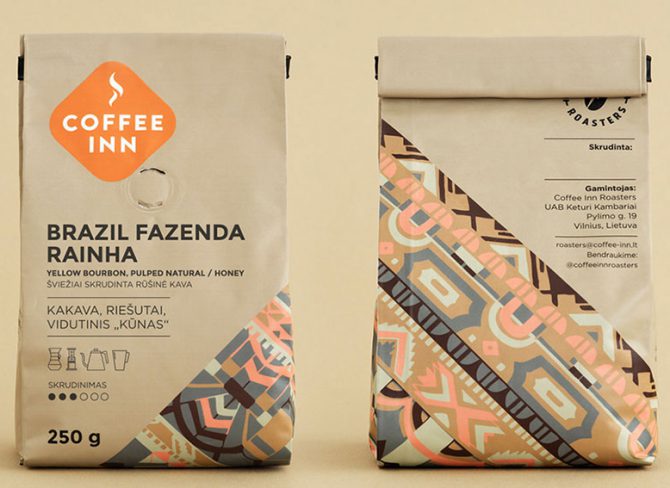 COFFEE
INN
BRAZIL FAZENDA
RAINHA
YELLOW BOURBON, PULPED NATURAL / HONEY
ŠVIEŽIAI SKRUDINTA RŪŠINĖ KAVA
KAKAVA, RIEŠUTAI,
VIDUTINIS „KŪNAS“
SKRUDINIMAS
250 g
ROASTERS
Skrudinta:
Gamintojas:
Coffee Inn Roasters
UAB Keturi Kambariai
Pylimo g. 19
Vilnius, Lietuva
roasters@coffee-inn.lt
Bendraukime:
@coffeeinnroasters